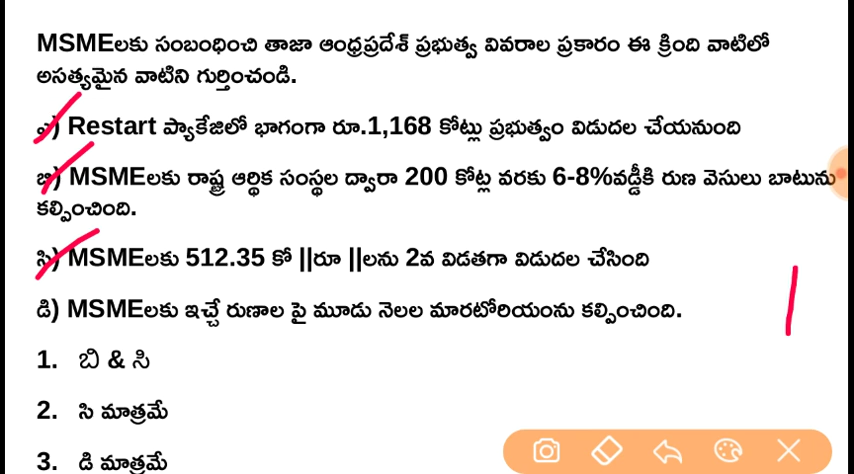 MSMEలకు సంబంధించి తాజా ఆంధ్రప్రదేశ్ ప్రభుత్వ వివరాల ప్రకారం ఈ క్రింది వాటిలో
అసత్యమైన వాటిని గుర్తించండి.
ఎ) Restart ప్యాకేజిలో భాగంగా రూ.1,168 కోట్లు ప్రభుత్వం విడుదల చేయనుంది
బి) MSMEలకు రాష్ట్ర ఆర్థిక సంస్థల ద్వారా 200 కోట్ల వరకు 6-8%వడ్డీకి రుణ వెసులు బాటును
కల్పించింది.
సి) MSMEలకు 512.35 కో ||రూ ||లను 2వ విడతగా విడుదల చేసింది
డి) MSMEలకు ఇచ్చే రుణాల పై మూడు నెలల మారటోరియంను కల్పించింది.
1. బి & సి
2. సి మాత్రమే
3. డి మాత్రమే